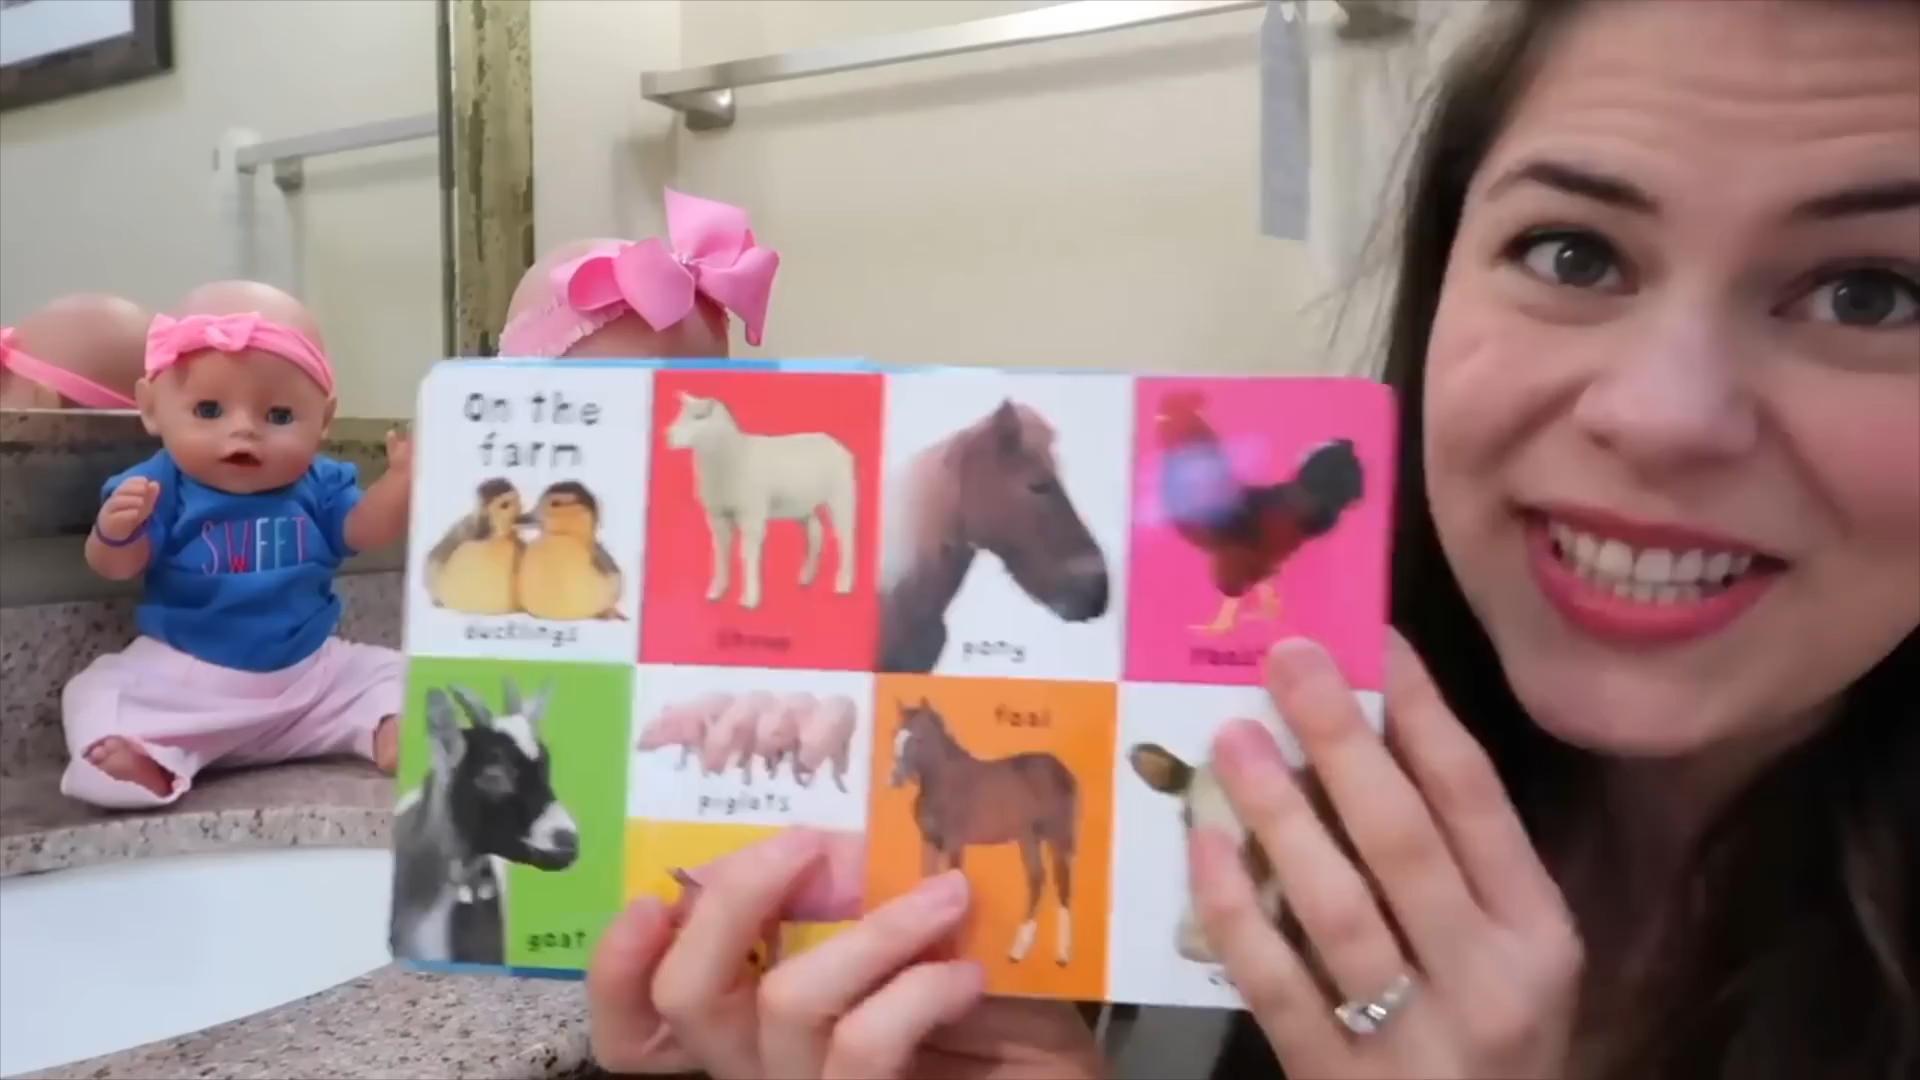 SWEET
On the
farm
ducklings
pony
goat
piglets
foal